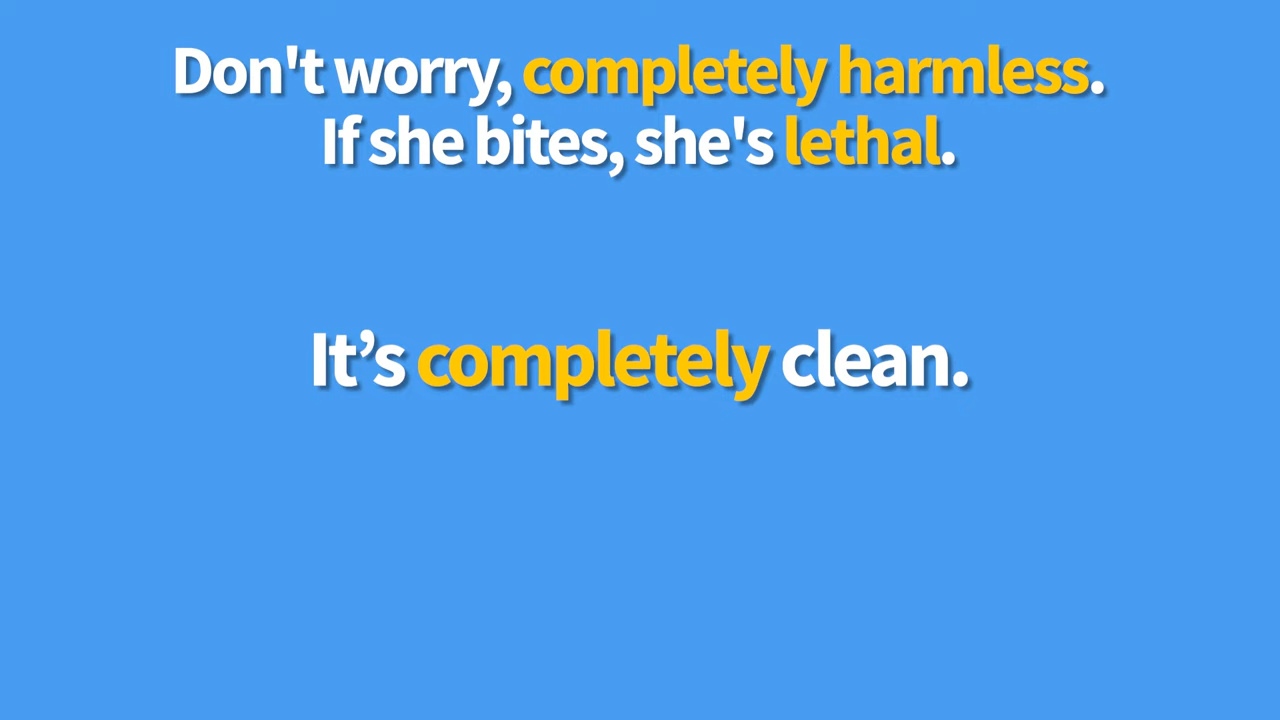 Don't worry, completely harmless.
If she bites, she's lethal.
It’s completely clean.